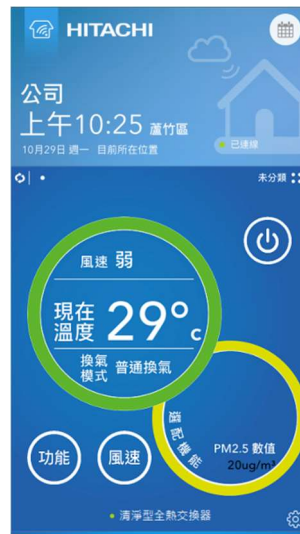 HITACHI
公司
上午10:25 蘆竹區
10月29日 週一 目前所在位置
已連線
未分類
風速 弱
現在溫度 29°c
換氣模式 普通換氣
選配機能
PM2.5 數值
20ug/m³
功能
風速
清淨型全熱交換器